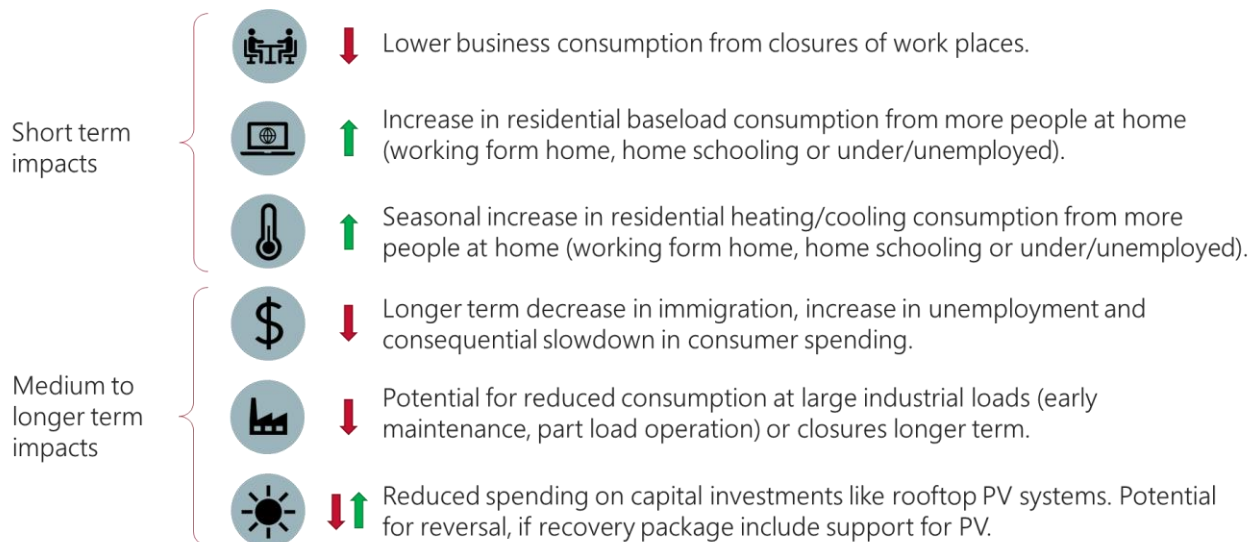 Short term
impacts
Lower business consumption from closures of work places.
Increase in residential baseload consumption from more people at home
(working form home, home schooling or under/unemployed).
Seasonal increase in residential heating/cooling consumption from more
people at home (working form home, home schooling or under/unemployed).
Medium to
longer term
impacts
$
Longer term decrease in immigration, increase in unemployment and
consequential slowdown in consumer spending.
Potential for reduced consumption at large industrial loads (early
maintenance, part load operation) or closures longer term.
Reduced spending on capital investments like rooftop PV systems. Potential
for reversal, if recovery package include support for PV.